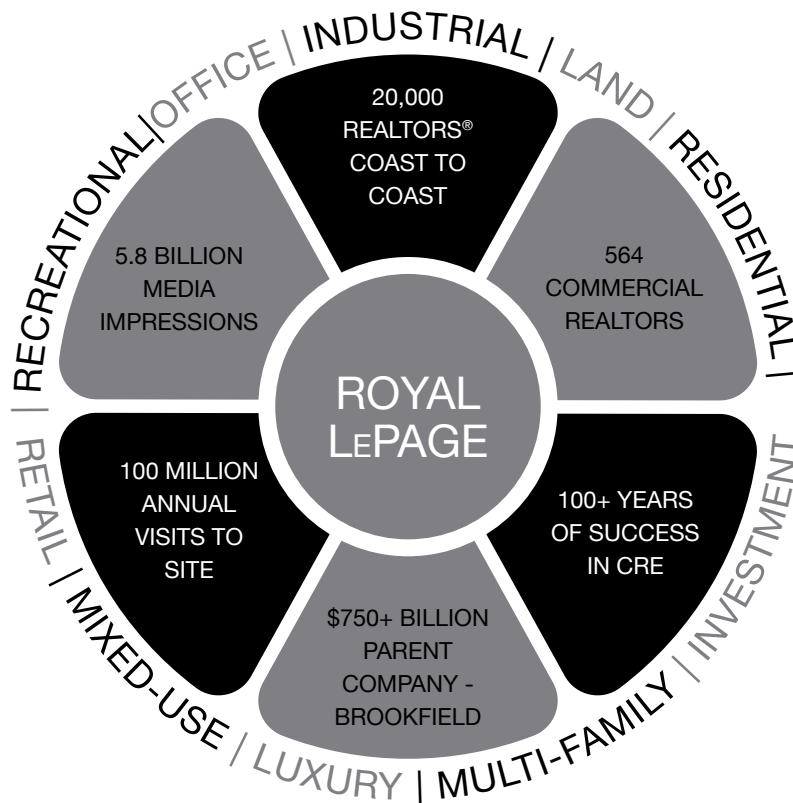 RECREATIONAL|OFFICE | INDUSTRIAL | LAND | RESIDENTIAL |
INVESTMENT
| RETAIL | MIXED-USE | LUXURY | MULTI-FAMILY |
20,000
REALTORS®
COAST TO
COAST
5.8 BILLION
MEDIA
IMPRESSIONS
564
COMMERCIAL
REALTORS
ROYAL
LEPAGE
100 MILLION
ANNUAL
VISITS TO
SITE
100+ YEARS
OF SUCCESS
IN CRE
$750+ BILLION
PARENT
COMPANY -
BROOKFIELD